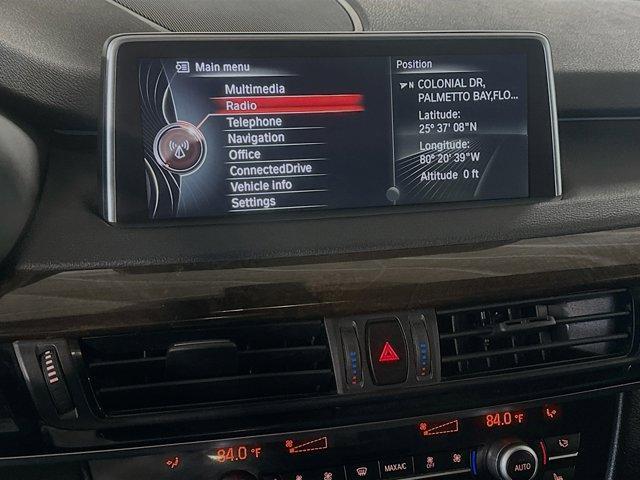 Main menu
Multimedia
Radio
Telephone
Navigation
Office
ConnectedDrive
Vehicle info
Settings
Position
N COLONIAL DR,
PALMETTO BAY,FLO...
Latitude:
25° 37' 08"N
Longitude:
80° 20' 39"W
Altitude 0 ft
84.0 °F
84.0 °F
MAX A/C
OFF
AUTO